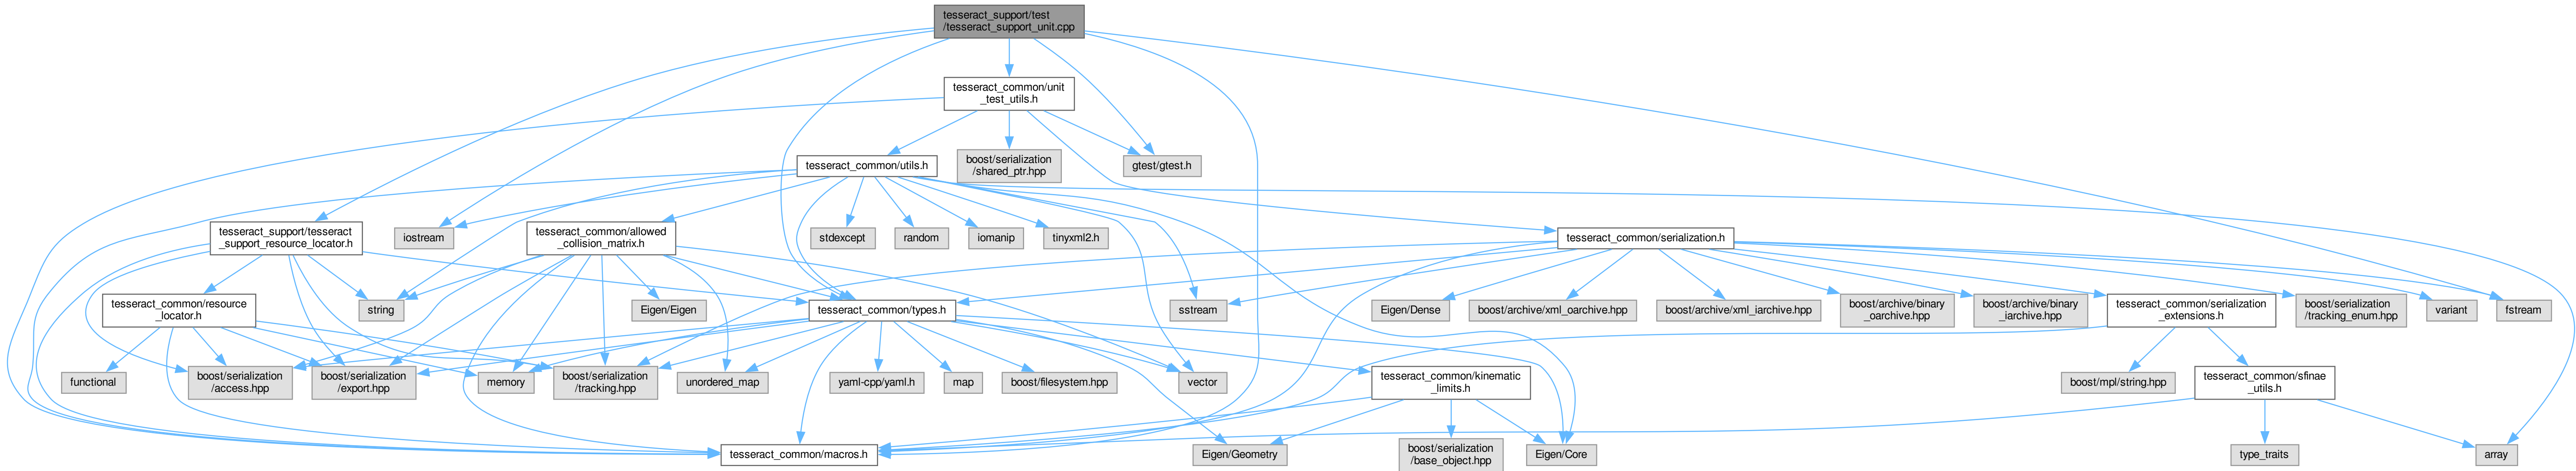 tesseract_support/test
/tesseract_support_unit.cpp
tesseract_common/unit
_test_utils.h
tesseract_common/utils.h
boost/serialization
/shared_ptr.hpp
gtest/gtest.h
tesseract_support/tesseract
_support_resource_locator.h
iostream
tesseract_common/allowed
_collision_matrix.h
stdexcept
random
iomanip
tinyxml2.h
tesseract_common/serialization.h
tesseract_common/resource
_locator.h
string
Eigen/Eigen
tesseract_common/types.h
sstream
Eigen/Dense
boost/archive/xml_oarchive.hpp
boost/archive/xml_iarchive.hpp
boost/archive/binary
_oarchive.hpp
boost/archive/binary
_iarchive.hpp
tesseract_common/serialization
_extensions.h
boost/serialization
/tracking_enum.hpp
variant
fstream
functional
boost/serialization
/access.hpp
boost/serialization
/export.hpp
memory
boost/serialization
/tracking.hpp
unordered_map
yaml-cpp/yaml.h
map
boost/filesystem.hpp
vector
tesseract_common/kinematic
_limits.h
boost/mpl/string.hpp
tesseract_common/sfinae
_utils.h
tesseract_common/macros.h
Eigen/Geometry
boost/serialization
/base_object.hpp
Eigen/Core
type_traits
array